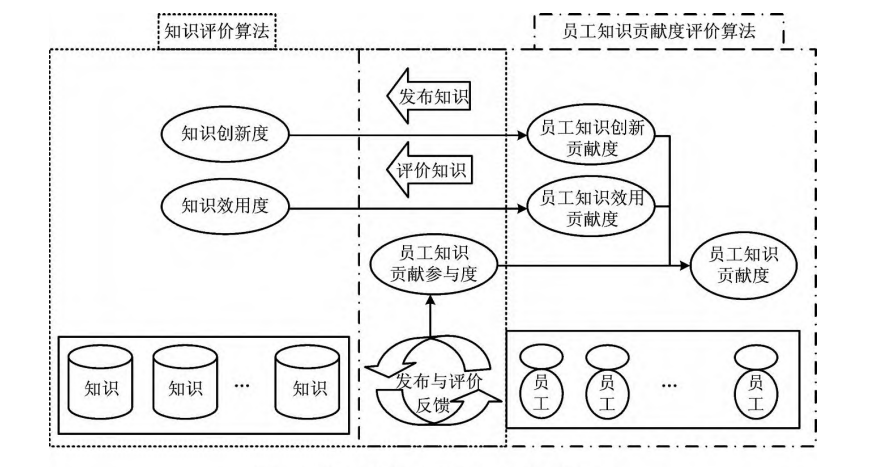 知识评价算法
员工知识贡献度评价算法
发布知识
知识创新度
员工知识创新
贡献度
评价知识
知识效用度
员工知识效用
贡献度
员工知识
贡献参与度
员工知识
贡献度
知识
知识
...
知识
发布与评价
反馈
员
工
员
工
...
员
工